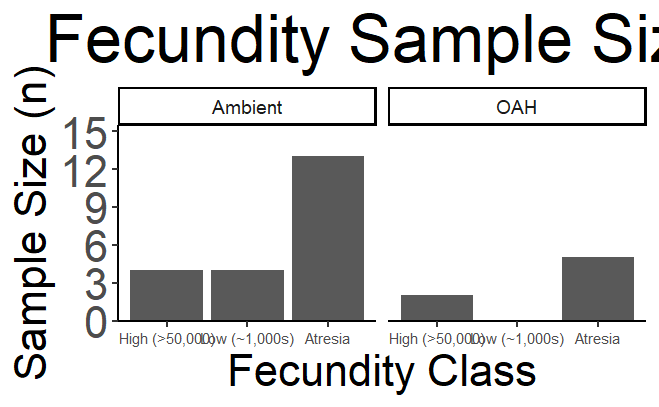 Fecundity Sample Siz
Ambient
OAH
Sample Size (n)
15
12
9
6
3
0
High (>50,000)
Low (~1,000s)
Atresia
High (>50,000)
Low (~1,000s)
Atresia
Fecundity Class